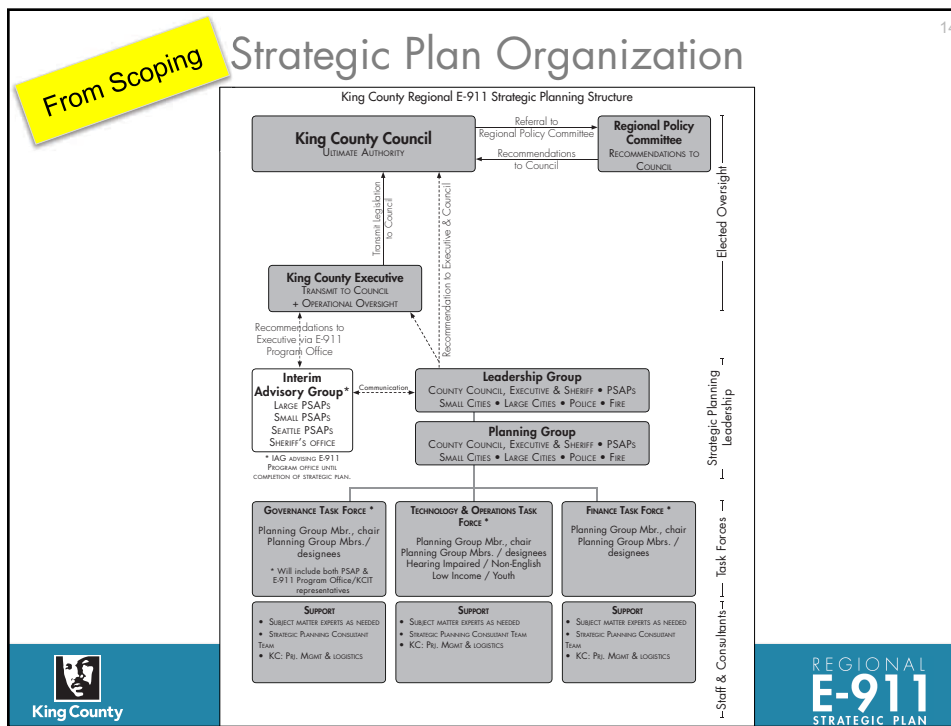 14
From Scoping
Strategic Plan Organization
King County Regional E-911 Strategic Planning Structure
King County Council
Ultimate Authority
Referral to
Regional Policy Committee
Recommendations
to Council
Regional Policy
Committee
Recommendations to
Council
Elected Oversight
Transmit Legislation
to Council
Recommendation to Executive & Council
King County Executive
Transmit to Council
+ Operational Oversight
Recommendations to
Executive via E-911
Program Office
Interim
Advisory Group*
Large PSAPs
Small PSAPs
Seattle PSAPs
Sheriff's office
* IAG advising E-911
Program office until
completion of strategic plan.
Communication
Leadership Group
County Council, Executive & Sheriff • PSAPs
Small Cities • Large Cities • Police • Fire
Planning Group
County Council, Executive & Sheriff • PSAPs
Small Cities • Large Cities • Police • Fire
Strategic Planning
Leadership
Governance Task Force *
Planning Group Mbr., chair
Planning Group Mbrs./
designees
* Will include both PSAP &
E-911 Program Office/KCIT
representatives
Technology & Operations Task
Force *
Planning Group Mbr., chair
Planning Group Mbrs. / designees
Hearing Impaired / Non-English
Low Income / Youth
Finance Task Force *
Planning Group Mbr., chair
Planning Group Mbrs. /
designees
Task Forces
Support
• Subject matter experts as needed
• Strategic Planning Consultant
Team
• KC: Prj. Mgmt & logistics
Support
• Subject matter experts as needed
• Strategic Planning Consultant
Team
• KC: Prj. Mgmt & logistics
Support
• Subject matter experts as needed
• Strategic Planning Consultant
Team
• KC: Prj. Mgmt & logistics
Staff & Consultants
King County
REGIONAL
E-911
STRATEGIC PLAN